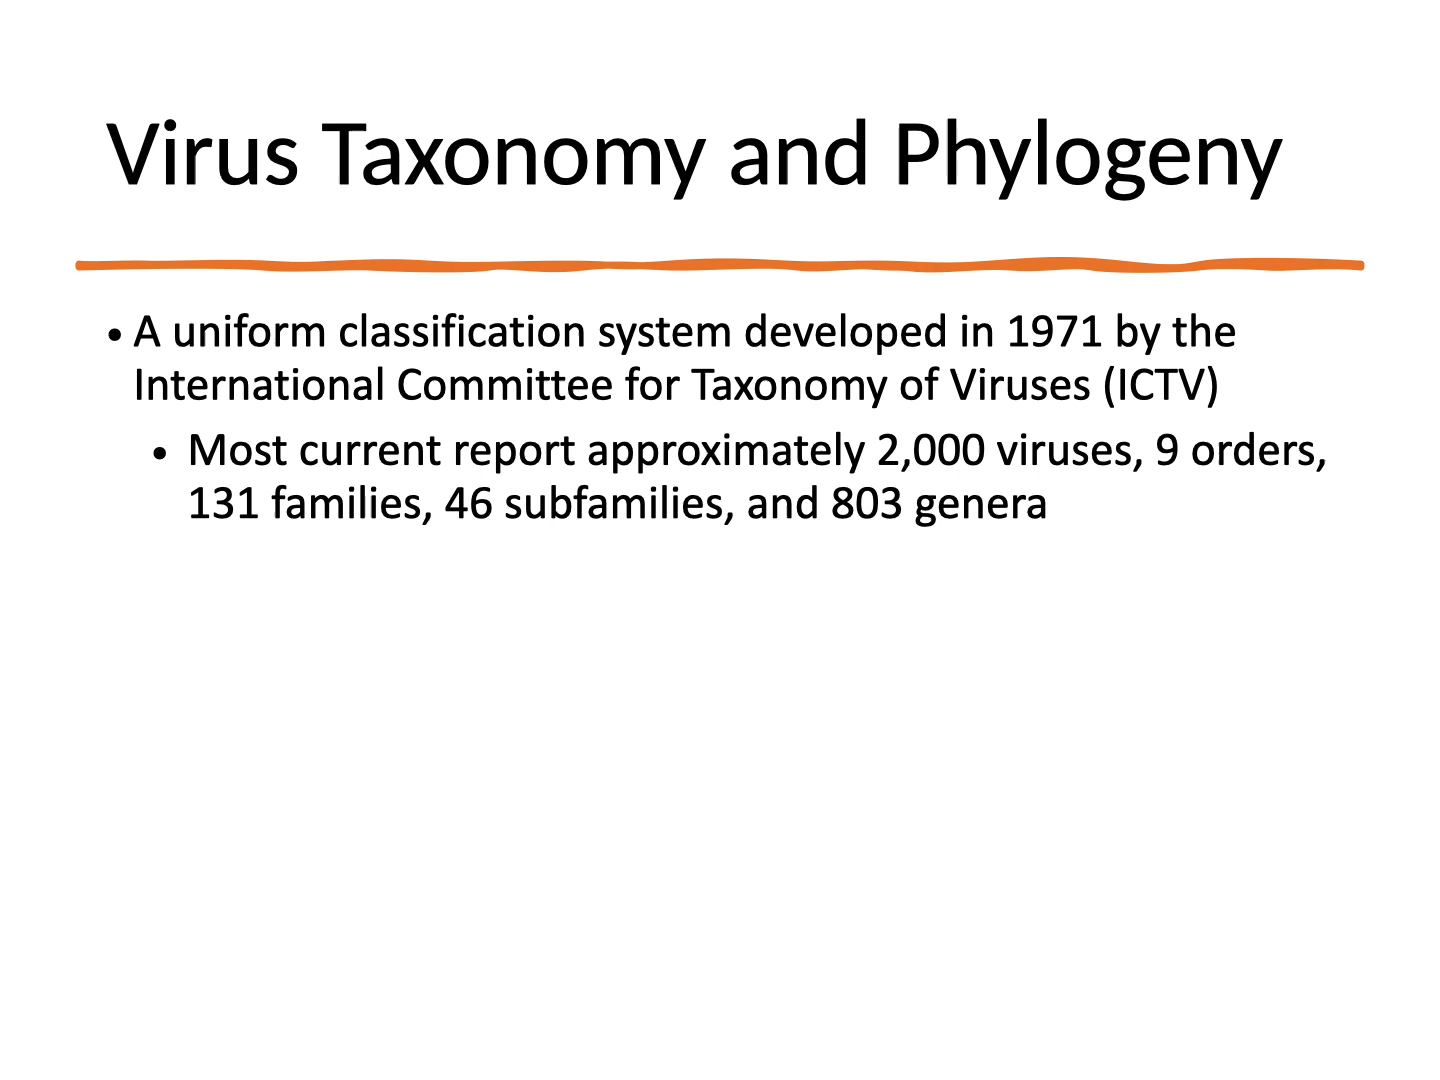 Virus Taxonomy and Phylogeny
• A uniform classification system developed in 1971 by the
International Committee for Taxonomy of Viruses (ICTV)
• Most current report approximately 2,000 viruses, 9 orders,
131 families, 46 subfamilies, and 803 genera